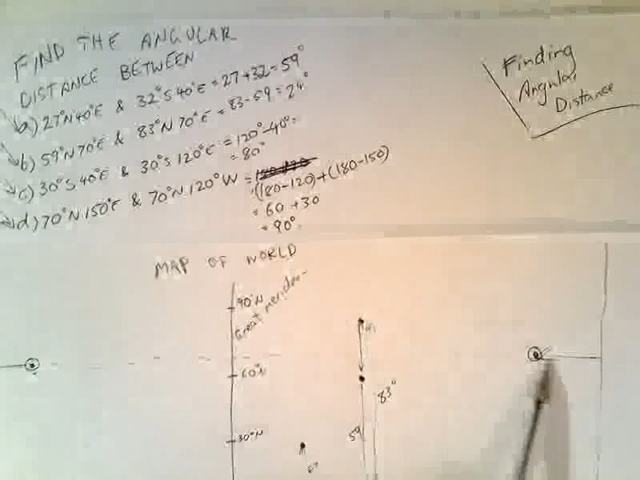 FIND THE ANGULAR
DISTANCE BETWEEN
a) 27°N 40°E & 32°S 40°E = 27+32 = 59°
b) 59°N 70°E & 83°N 70°E = 83-59 = 24°
c) 30°S 40°E & 30°S 120°E = 120°-40°
= 80°
d) 70°N 150°E & 70°N 120°W =
(180-120)+(180-150)
= 60 + 30
= 90°
Finding
Angular
Distance
MAP OF WORLD
90°N
Great
60°N
83°
59
30°N